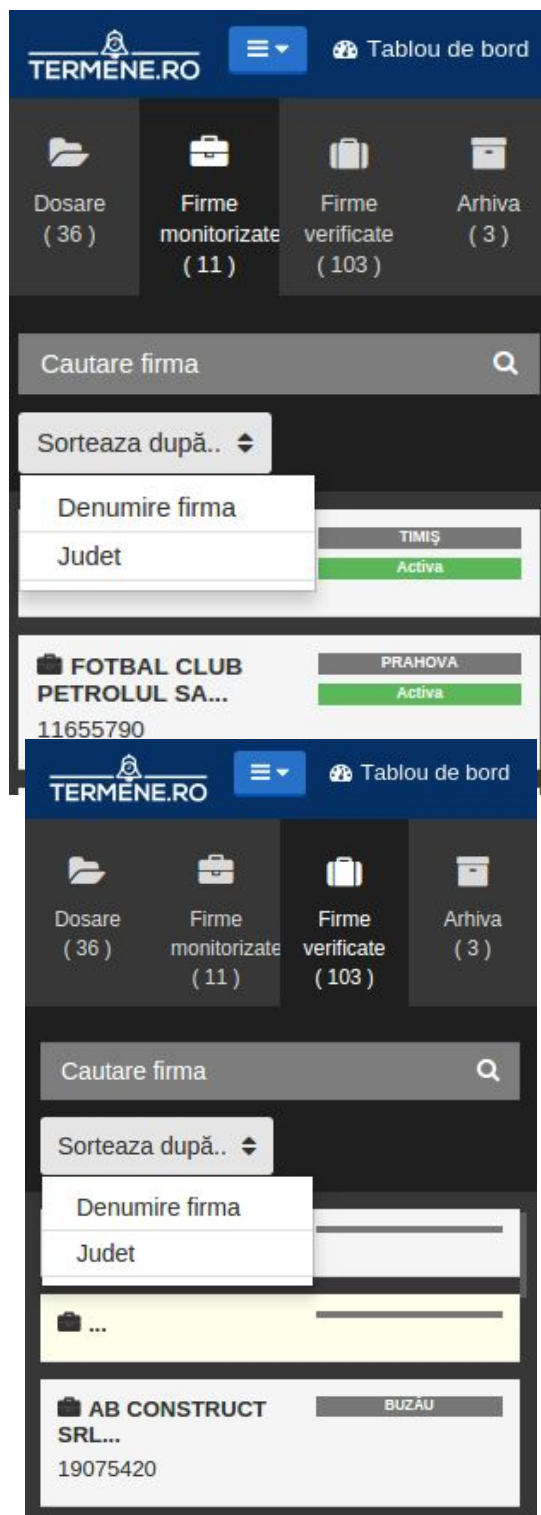 TERMENE.RO
Tablou de bord
Dosare
( 36 )
Firme
monitorizate
( 11 )
Firme
verificate
( 103 )
Arhiva
( 3 )
Cautare firma
Sorteaza după..
Denumire firma
Judet
TIMIŞ
Activa
FOTBAL CLUB
PETROLUL SA...
11655790
PRAHOVA
Activa
TERMENE.RO
Tablou de bord
Dosare
( 36 )
Firme
monitorizate
( 11 )
Firme
verificate
( 103 )
Arhiva
( 3 )
Cautare firma
Sorteaza după..
Denumire firma
Judet
...
AB CONSTRUCT
SRL...
19075420
BUZĂU